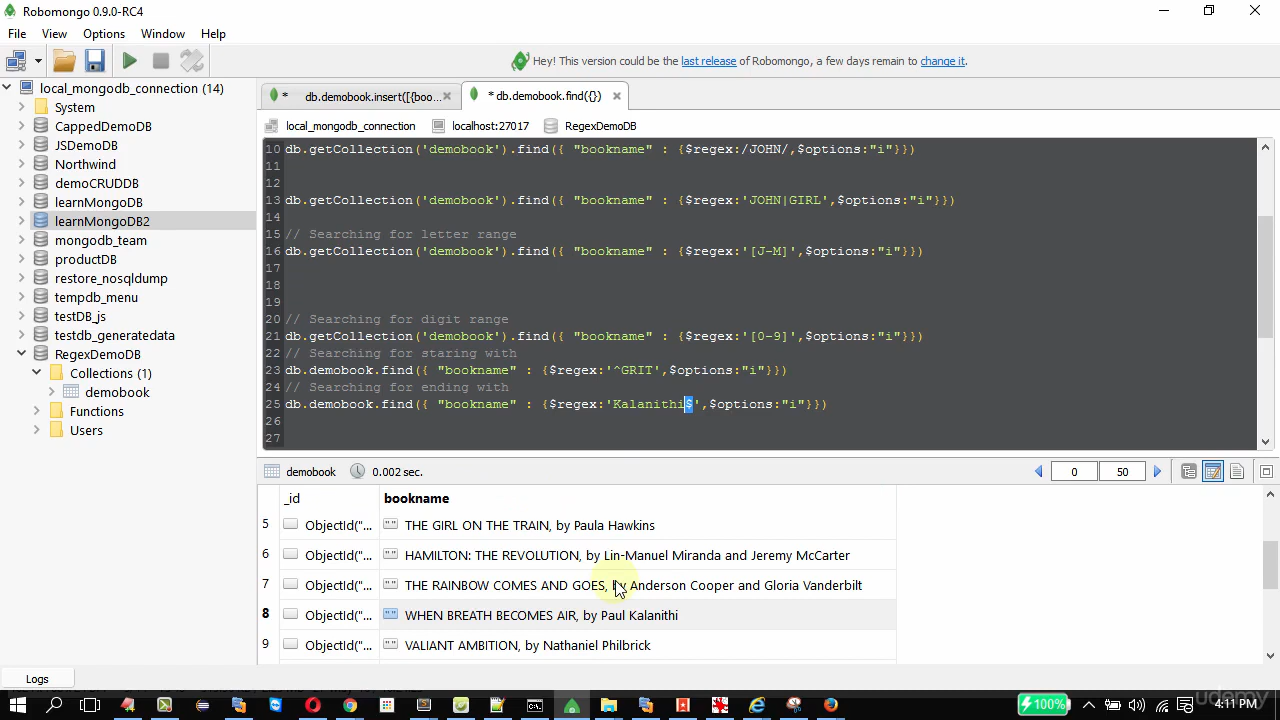 Robomongo 0.9.0-RC4
File View Options Window Help
Hey! This version could be the last release of Robomongo, a few days remain to change it.
local_mongodb_connection (14)
System
CappedDemoDB
JSDemoDB
Northwind
demoCRUDDB
learnMongoDB
learnMongoDB2
mongodb_team
productDB
restore_nosqldump
tempdb_menu
testDB_js
testdb_generatedata
RegexDemoDB
Collections (1)
demobook
Functions
Users
* db.demobook.insert([{boo... * db.demobook.find({})
local_mongodb_connection localhost:27017 RegexDemoDB
10 db.getCollection('demobook').find({ "bookname" : {$regex:/JOHN/,$options:"i"}})
11
12
13 db.getCollection('demobook').find({ "bookname" : {$regex:'JOHN|GIRL',$options:"i"}})
14
15 // Searching for letter range
16 db.getCollection('demobook').find({ "bookname" : {$regex:'[J-M]',$options:"i"}})
17
18
19
20 // Searching for digit range
21 db.getCollection('demobook').find({ "bookname" : {$regex:'[0-9]',$options:"i"}})
22 // Searching for staring with
23 db.demobook.find({ "bookname" : {$regex:'^GRIT',$options:"i"}})
24 // Searching for ending with
25 db.demobook.find({ "bookname" : {$regex:'Kalanithi$',$options:"i"}})
26
27
demobook 0.002 sec. 0 50
_id bookname
5 ObjectId("... THE GIRL ON THE TRAIN, by Paula Hawkins
6 ObjectId("... HAMILTON: THE REVOLUTION, by Lin-Manuel Miranda and Jeremy McCarter
7 ObjectId("... THE RAINBOW COMES AND GOES, by Anderson Cooper and Gloria Vanderbilt
8 ObjectId("... WHEN BREATH BECOMES AIR, by Paul Kalanithi
9 ObjectId("... VALIANT AMBITION, by Nathaniel Philbrick
Logs
100% 4:11 PM
udemy